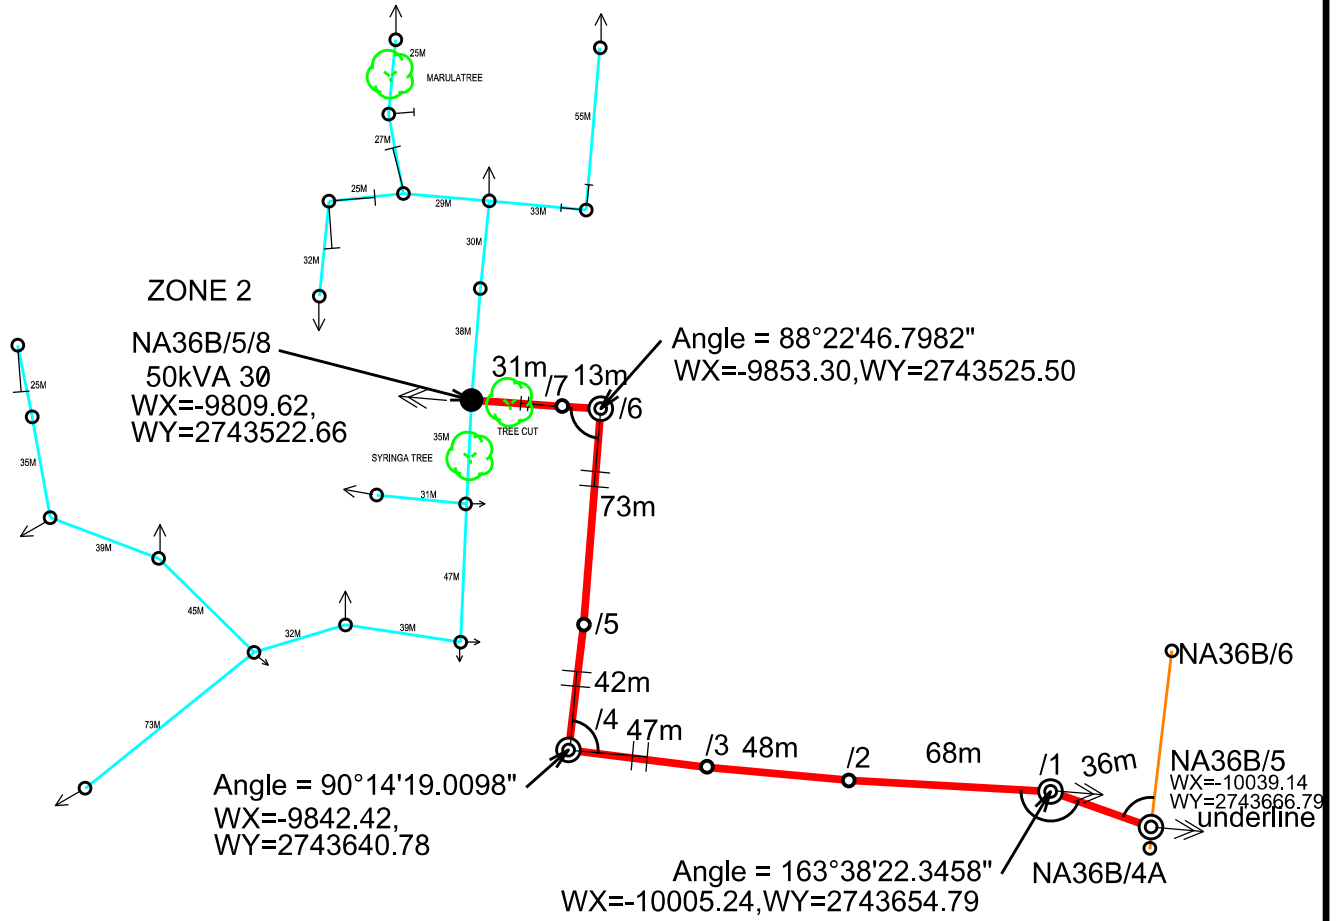 25M
MARULATREE
55M
27M
25M
29M
33M
30M
32M
ZONE 2
NA36B/5/8
50kVA 30
WX=-9809.62,
WY=2743522.66
38M
31m
/7
13m
/6
Angle = 88°22'46.7982"
WX=-9853.30,WY=2743525.50
25M
TREE CUT
35M
SYRINGA TREE
35M
31M
73m
39M
47M
45M
32M
39M
/5
42m
73M
/4
47m
/3
48m
/2
68m
/1
36m
NA36B/6
NA36B/5
WX=-10039.14
WY=2743666.79
underline
NA36B/4A
Angle = 90°14'19.0098"
WX=-9842.42,
WY=2743640.78
Angle = 163°38'22.3458"
WX=-10005.24,WY=2743654.79